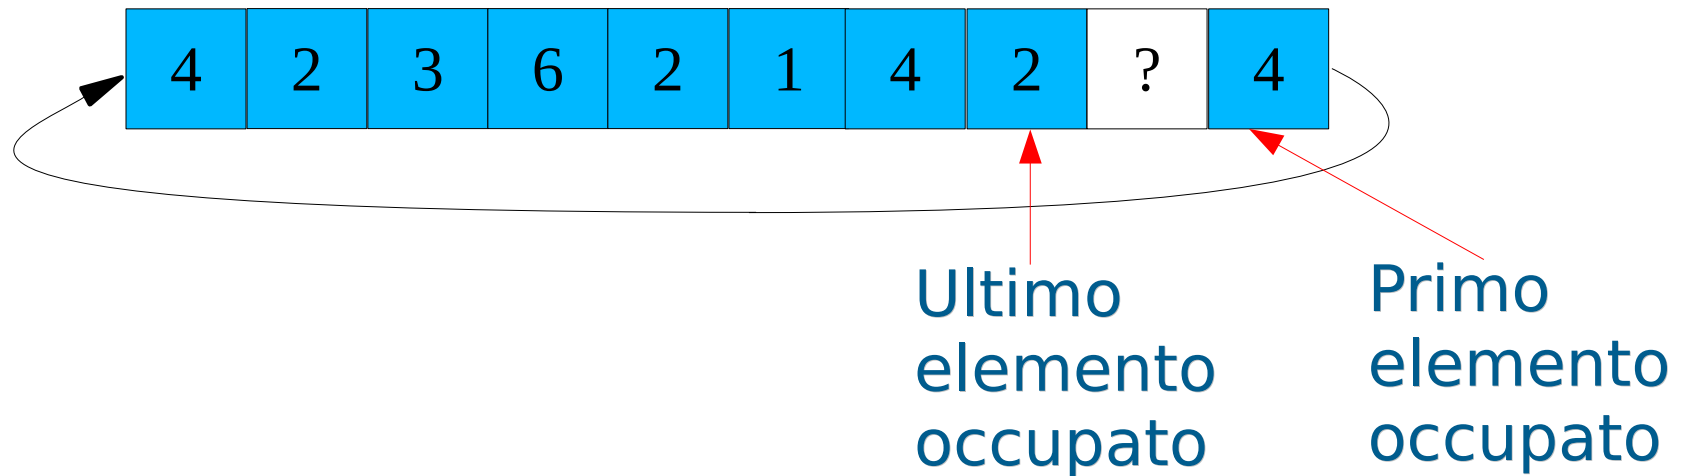 4 2 3 6 2 1 4 2 ? 4
Ultimo
elemento
occupato
Primo
elemento
occupato